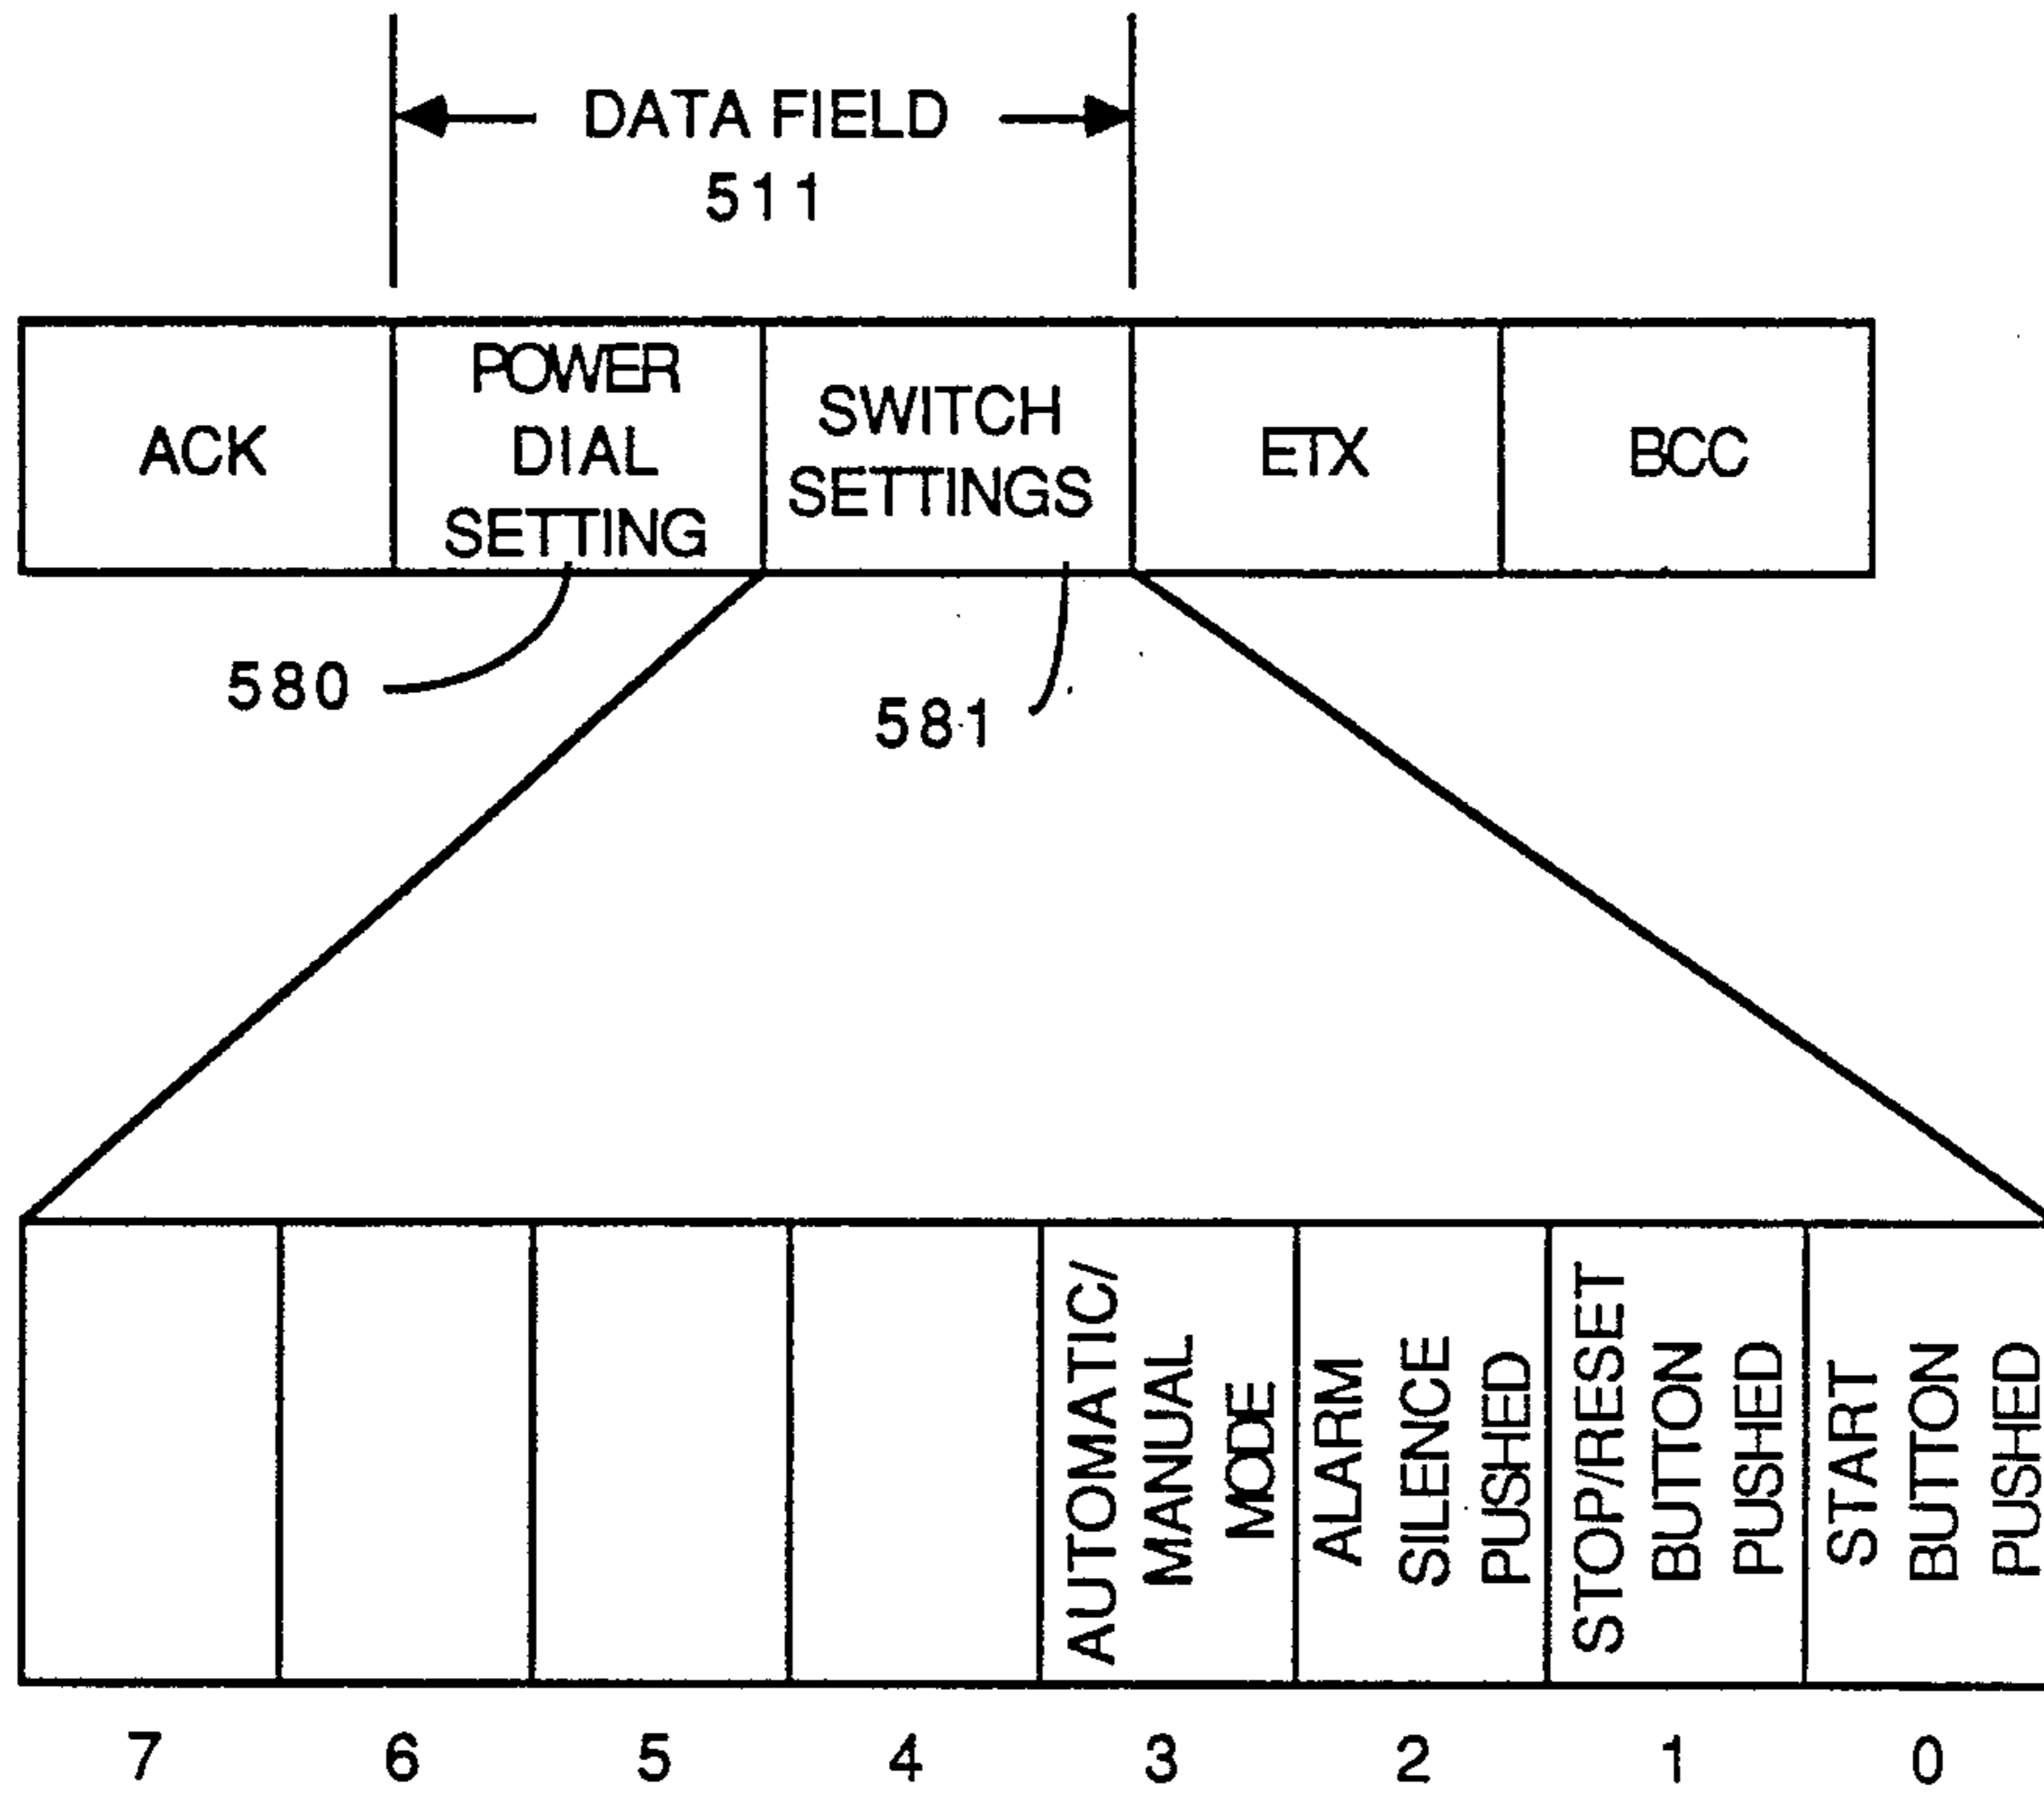 DATA FIELD
511
ACK
POWER
DIAL
SETTING
SWITCH
SETTINGS
ETX
BCC
580
581
AUTOMATIC/
MANUAL
MODE
ALARM
SILENCE
PUSHED
STOP/RESET
BUTTON
PUSHED
START
BUTTON
PUSHED
7 6 5 4 3 2 1 0